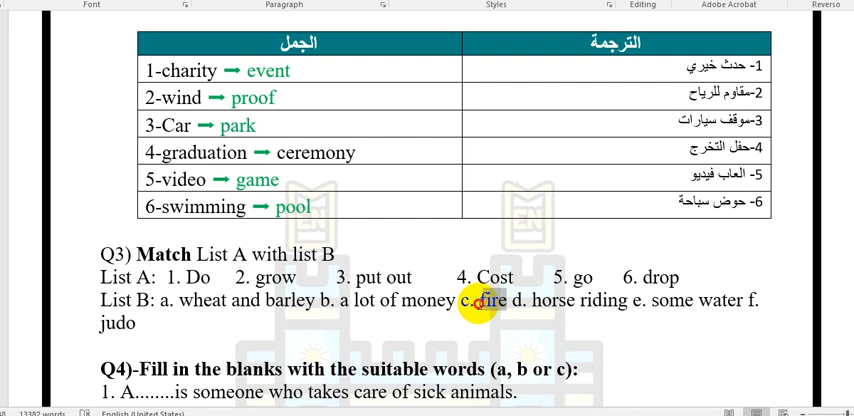 Font Paragraph Styles Editing Adobe Acrobat Reverso
الجمل الترجمة
1-charity → event 1- حدث خيري
2-wind → proof 2-مقاوم للرياح
3-Car → park 3-موقف سيارات
4-graduation → ceremony 4-حفل التخرج
5-video → game 5- العاب فيديو
6-swimming → pool 6- حوض سباحة
Q3) Match List A with list B
List A: 1. Do 2. grow 3. put out 4. Cost 5. go 6. drop
List B: a. wheat and barley b. a lot of money c. fire d. horse riding e. some water f.
judo
Q4)-Fill in the blanks with the suitable words (a, b or c):
1. A........is someone who takes care of sick animals.
13382 words English (United States)